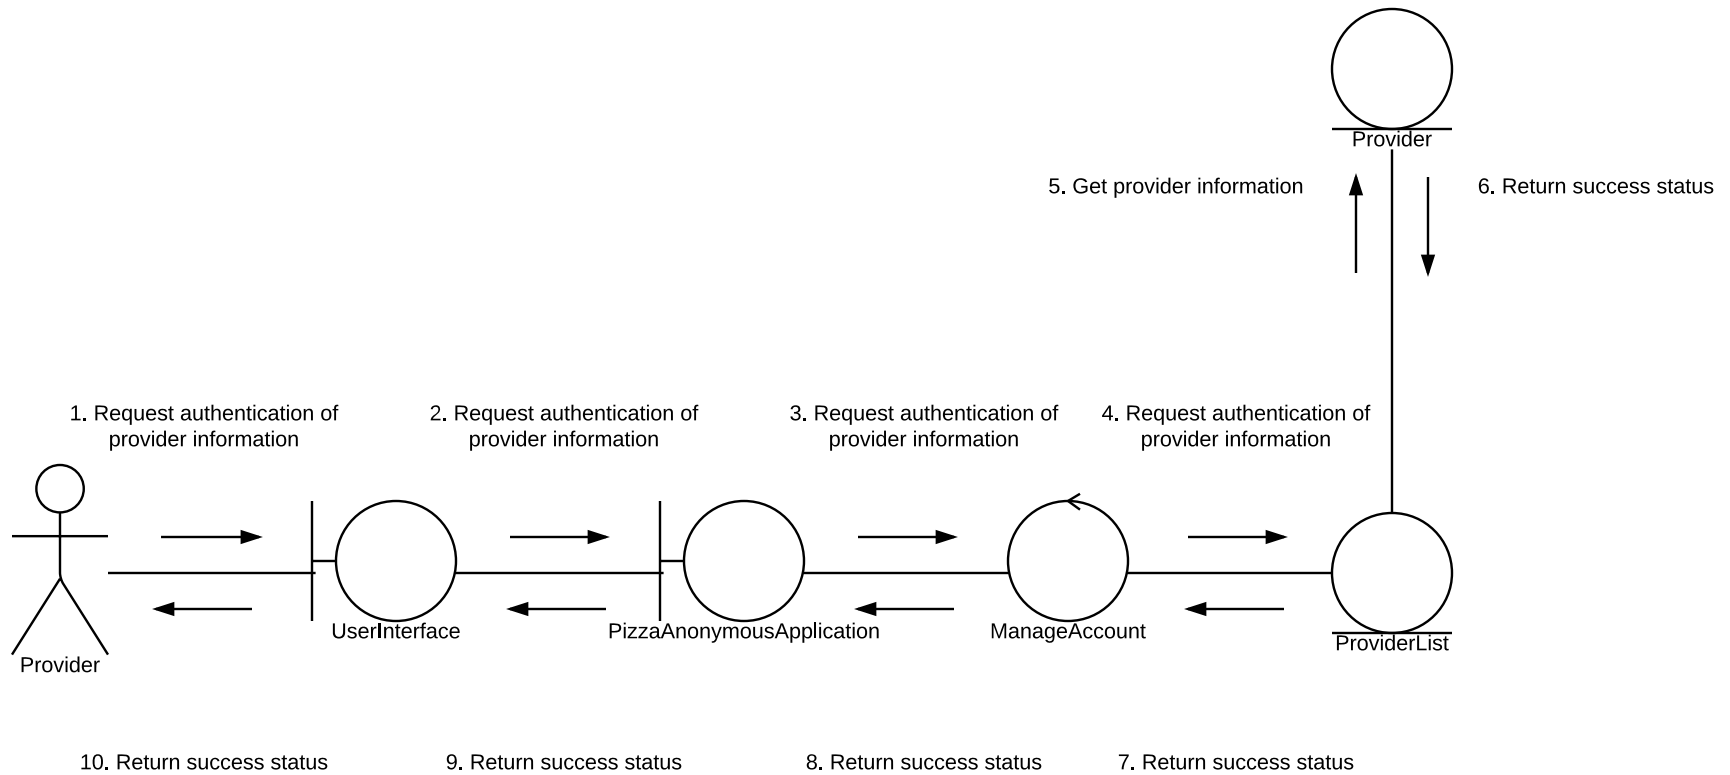 Provider
5. Get provider information
6. Return success status
1. Request authentication of
provider information
2. Request authentication of
provider information
3. Request authentication of
provider information
4. Request authentication of
provider information
UserInterface
PizzaAnonymousApplication
ManageAccount
ProviderList
Provider
10. Return success status
9. Return success status
8. Return success status
7. Return success status